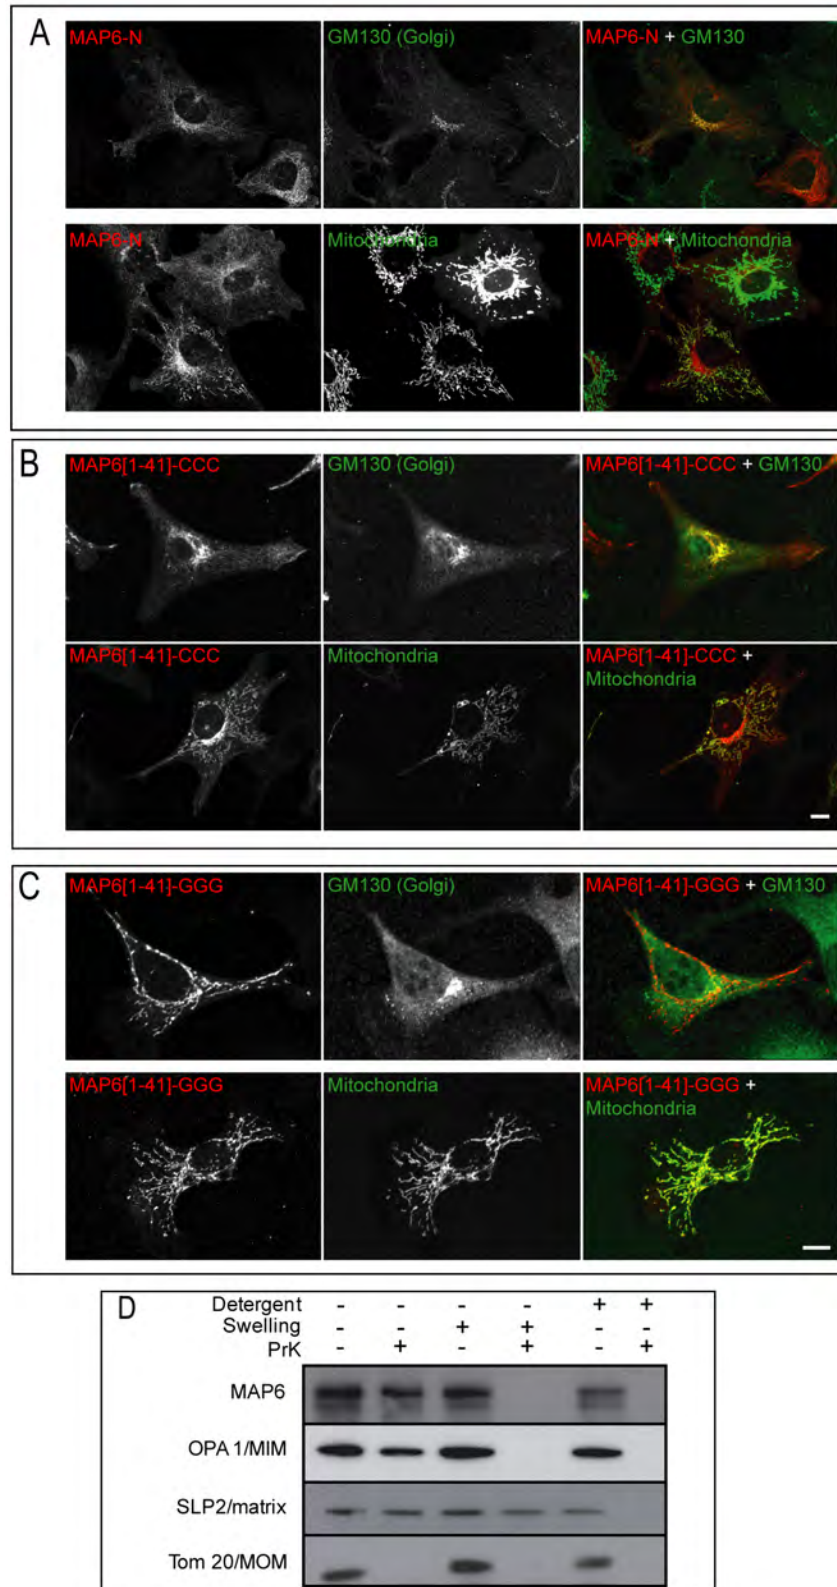 A
MAP6-N
GM130 (Golgi)
MAP6-N + GM130
MAP6-N
Mitochondria
MAP6-N + Mitochondria
B
MAP6[1-41]-CCC
GM130 (Golgi)
MAP6[1-41]-CCC + GM130
MAP6[1-41]-CCC
Mitochondria
MAP6[1-41]-CCC +
Mitochondria
C
MAP6[1-41]-GGG
GM130 (Golgi)
MAP6[1-41]-GGG + GM130
MAP6[1-41]-GGG
Mitochondria
MAP6[1-41]-GGG +
Mitochondria
D
Detergent - - - - + +
Swelling - - + + - -
PrK - + - + - +
MAP6
OPA 1/MIM
SLP2/matrix
Tom 20/MOM